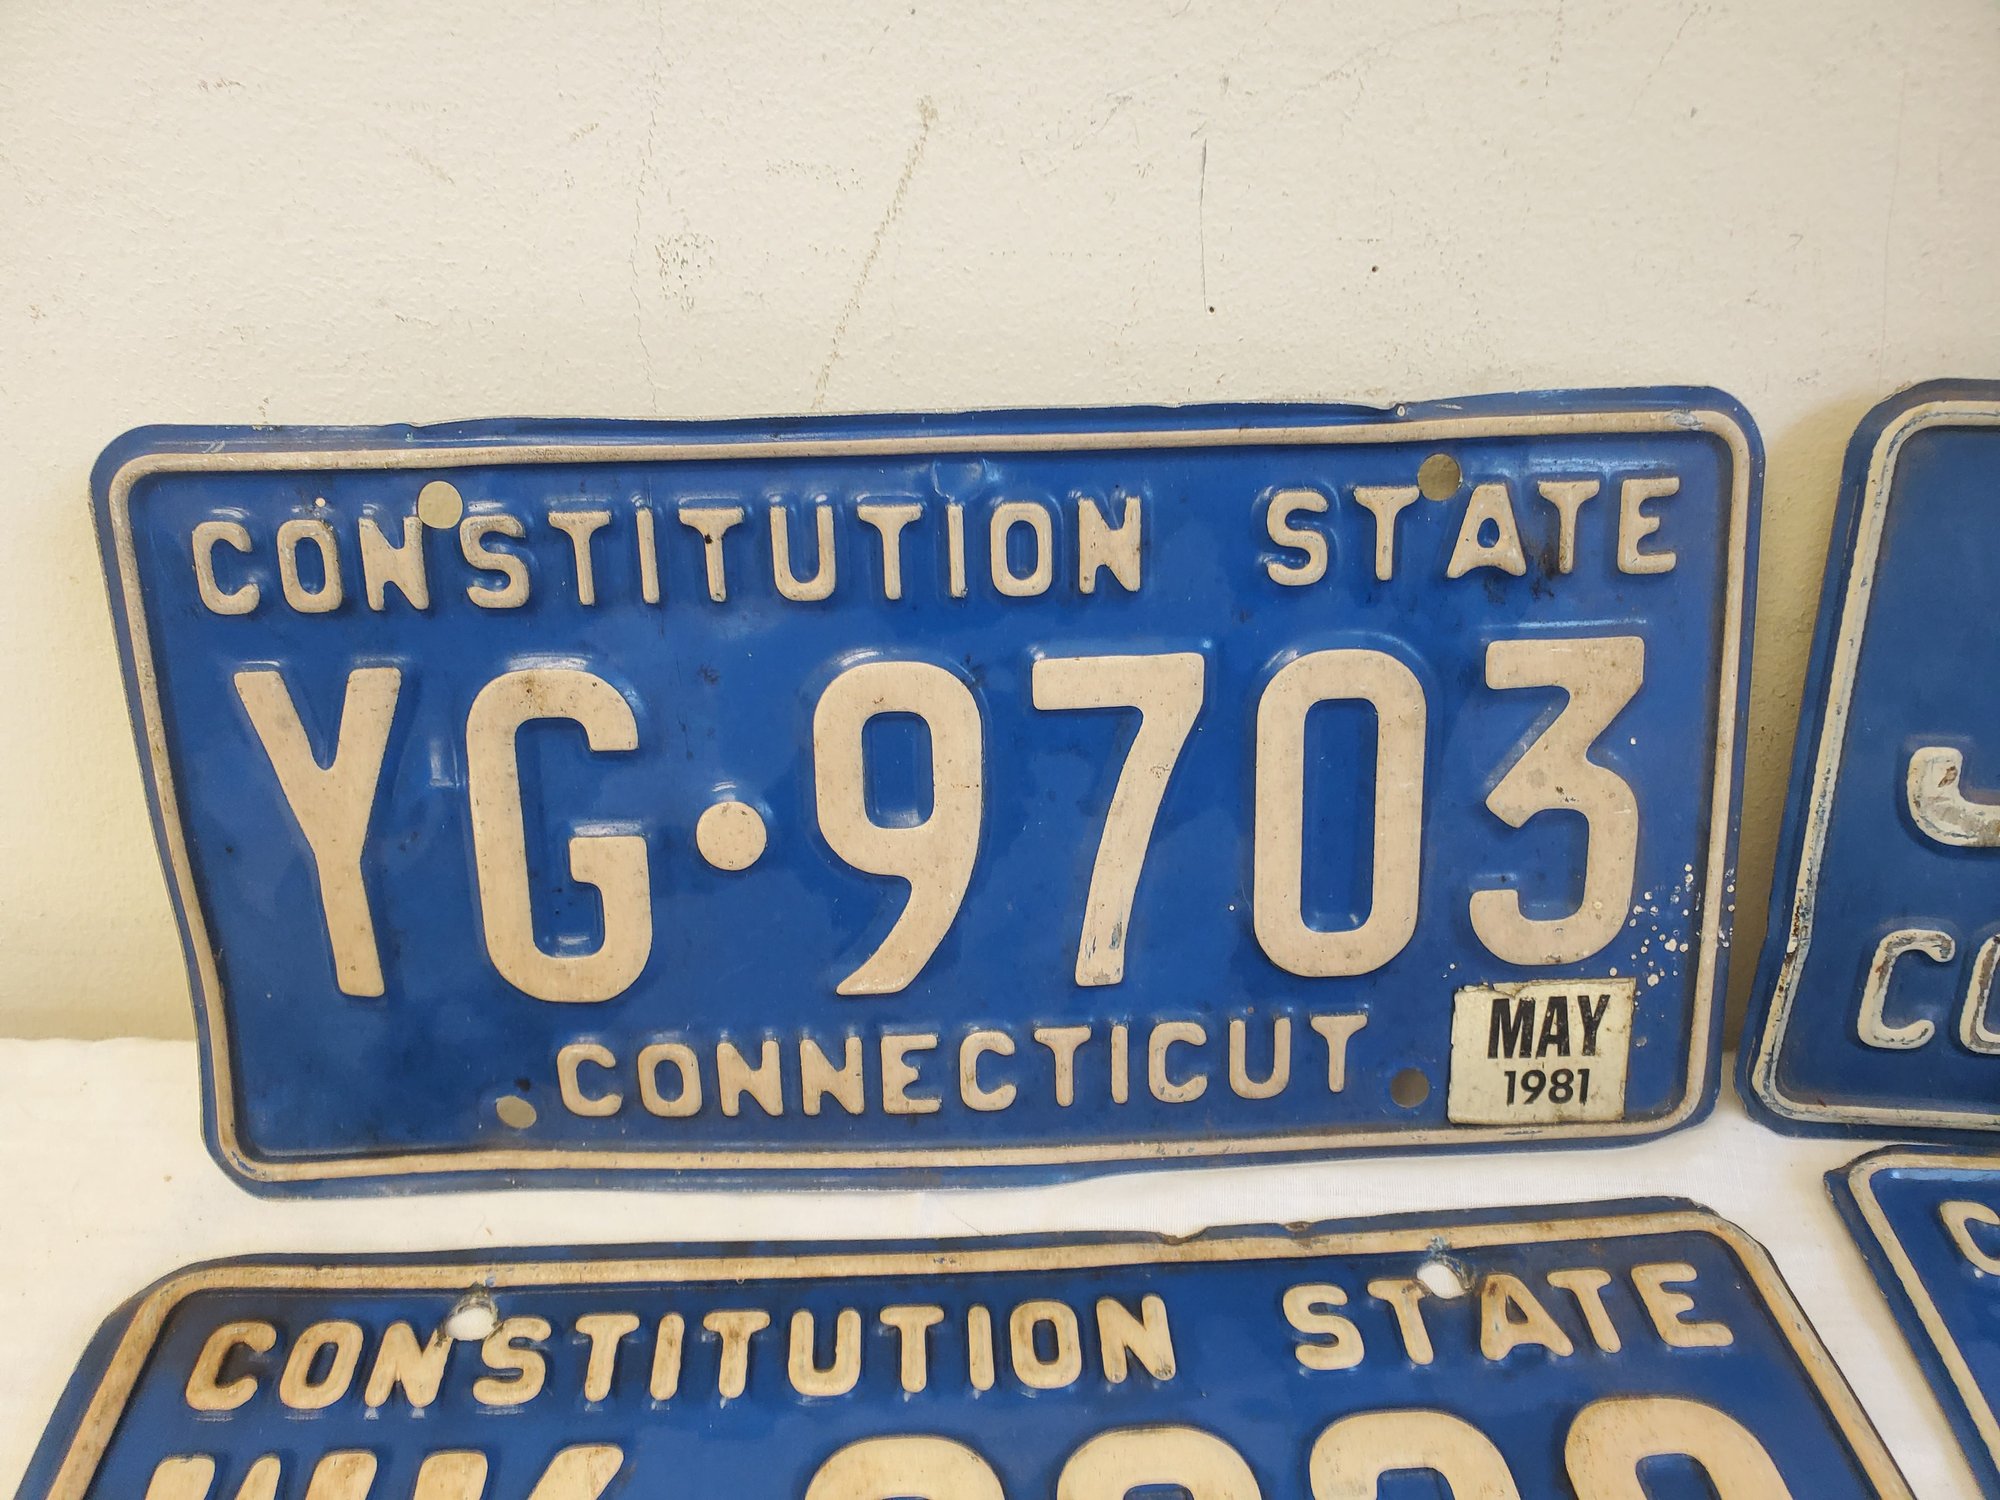 CONSTITUTION STATE
YG·9703
CONNECTICUT
MAY
1981
CONSTITUTION STATE